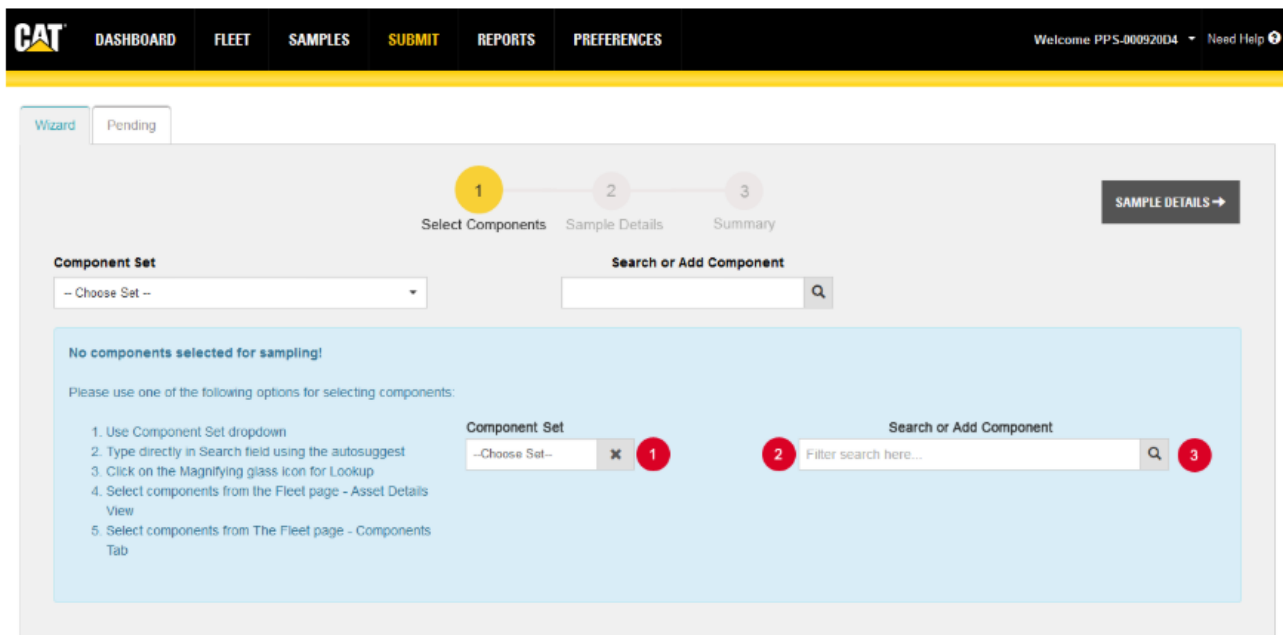 CAT DASHBOARD FLEET SAMPLES SUBMIT REPORTS PREFERENCES Welcome PPS-000920D4 Need Help ?
Wizard Pending
1 2 3
SAMPLE DETAILS →
Select Components Sample Details Summary
Component Set Search or Add Component
-- Choose Set --
No components selected for sampling!
Please use one of the following options for selecting components:
1. Use Component Set dropdown
2. Type directly in Search field using the autosuggest
3. Click on the Magnifying glass icon for Lookup
4. Select components from the Fleet page - Asset Details
View
5. Select components from The Fleet page - Components
Tab
Component Set Search or Add Component
--Choose Set-- ✖ 1 2 Filter search here... 3